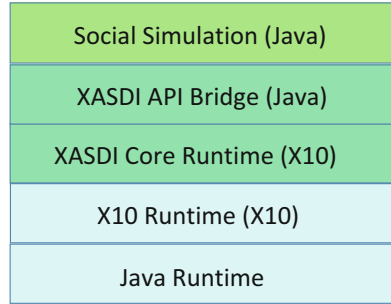 Social Simulation (Java)
XASDI API Bridge (Java)
XASDI Core Runtime (X10)
X10 Runtime (X10)
Java Runtime